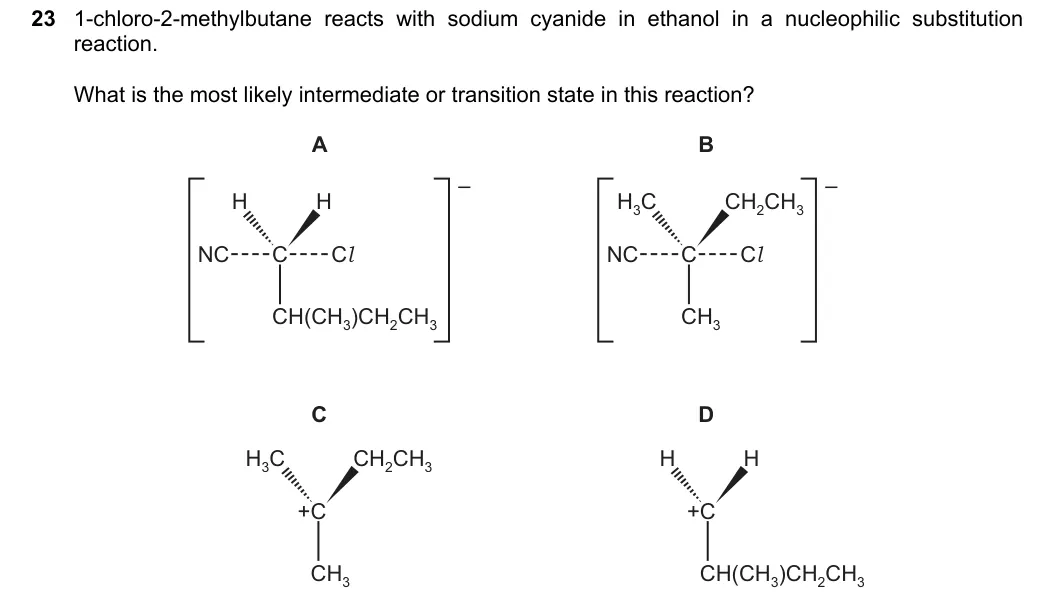 23 1-chloro-2-methylbutane reacts with sodium cyanide in ethanol in a nucleophilic substitution
reaction.
What is the most likely intermediate or transition state in this reaction?
A
B
H H –
NC----C----Cl
CH(CH₃)CH₂CH₃
H₃C CH₂CH₃ –
NC----C----Cl
CH₃
C
D
H₃C CH₂CH₃
+C
CH₃
H H
+C
CH(CH₃)CH₂CH₃